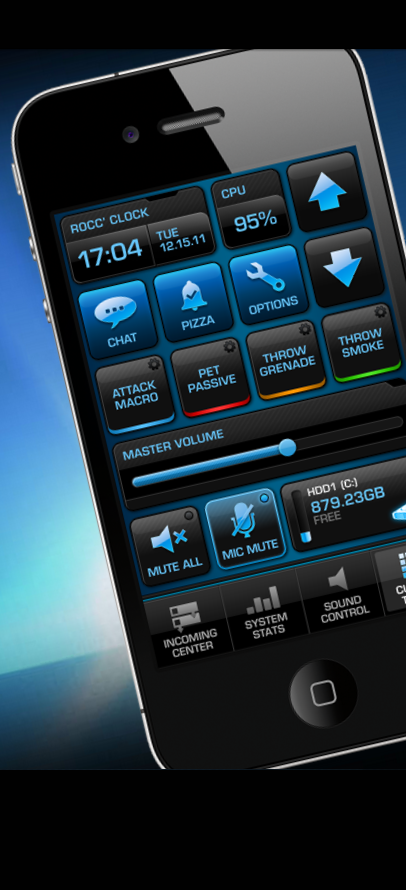 ROCC' CLOCK
17:04
TUE
12.15.11
CPU
95%
CHAT
PIZZA
OPTIONS
ATTACK
MACRO
PET
PASSIVE
THROW
GRENADE
THROW
SMOKE
MASTER VOLUME
MUTE ALL
MIC MUTE
HDD1 (C:)
879.23GB
FREE
INCOMING
CENTER
SYSTEM
STATS
SOUND
CONTROL